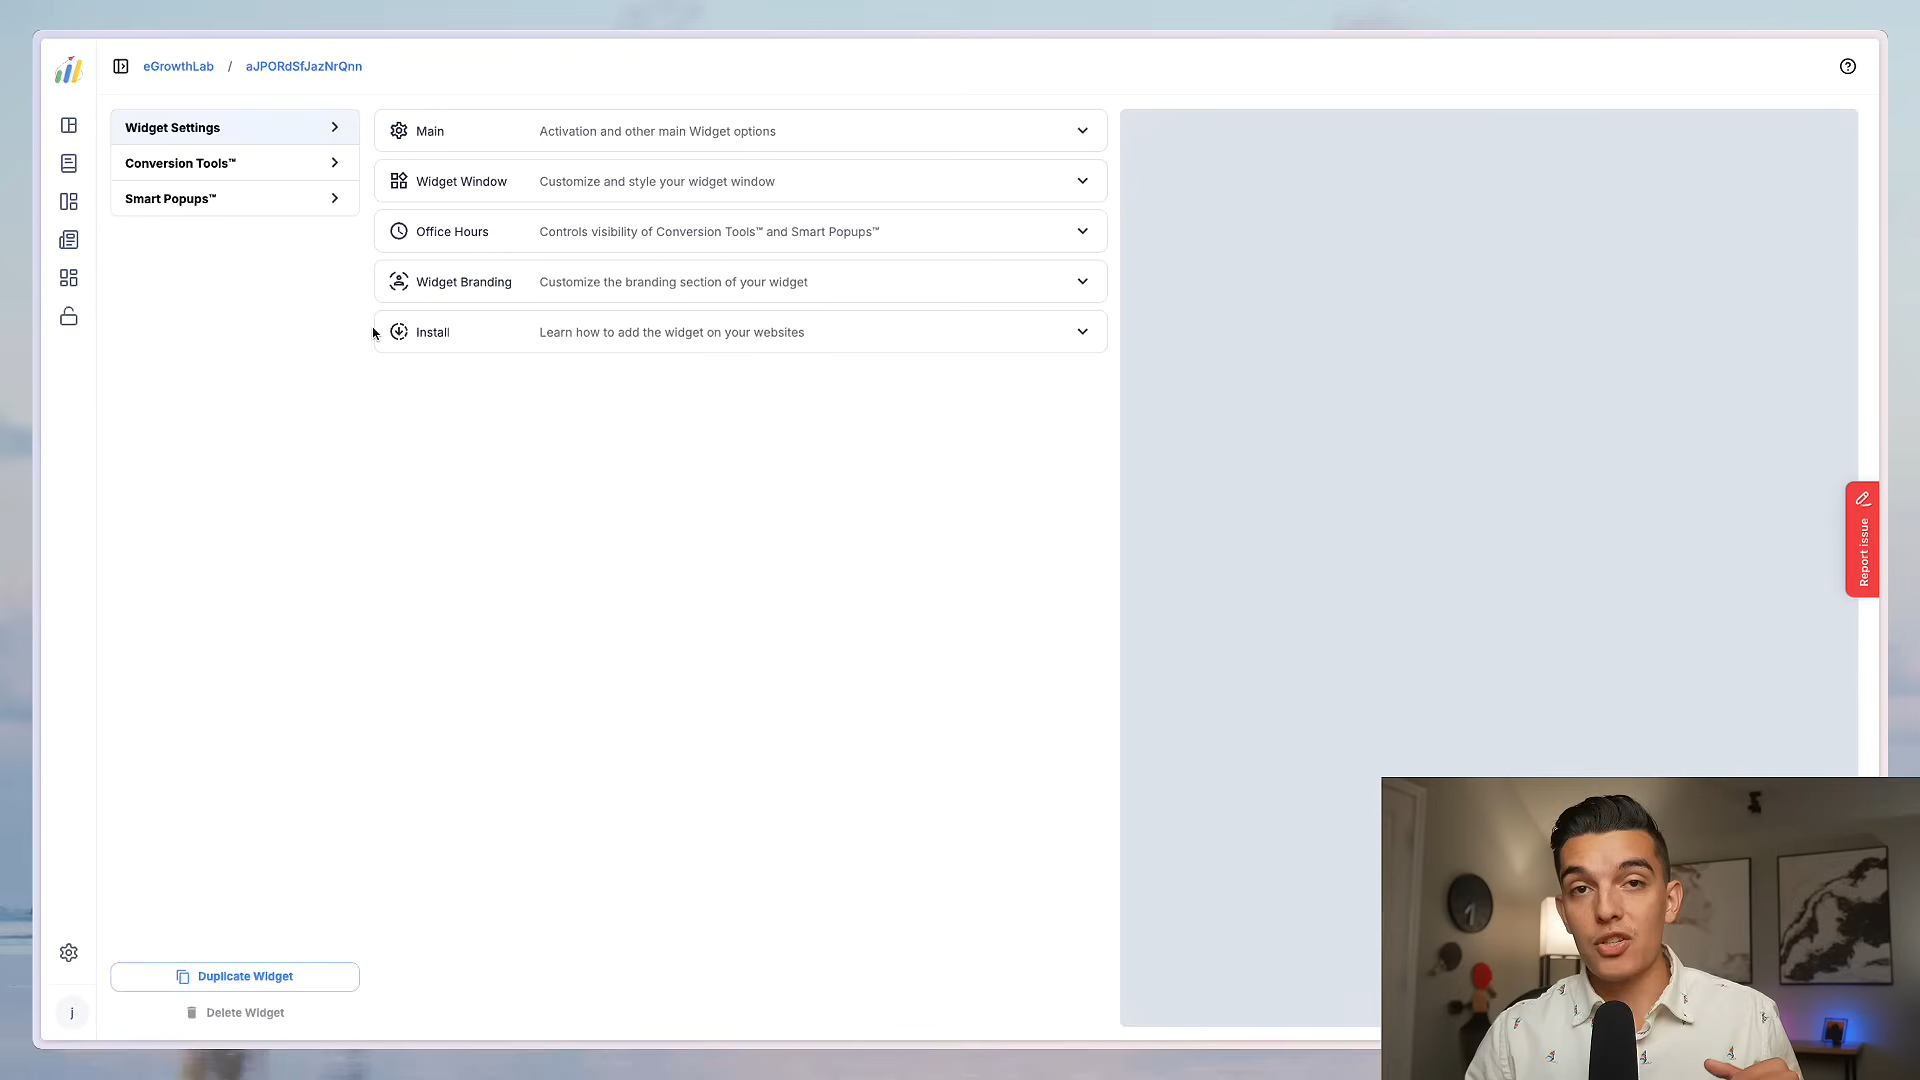 eGrowthLab / aJPORdSfJazNrQnn
Widget Settings
Conversion Tools™
Smart Popups™
Main Activation and other main Widget options
Widget Window Customize and style your widget window
Office Hours Controls visibility of Conversion Tools™ and Smart Popups™
Widget Branding Customize the branding section of your widget
Install Learn how to add the widget on your websites
Report issue
Duplicate Widget
Delete Widget
j